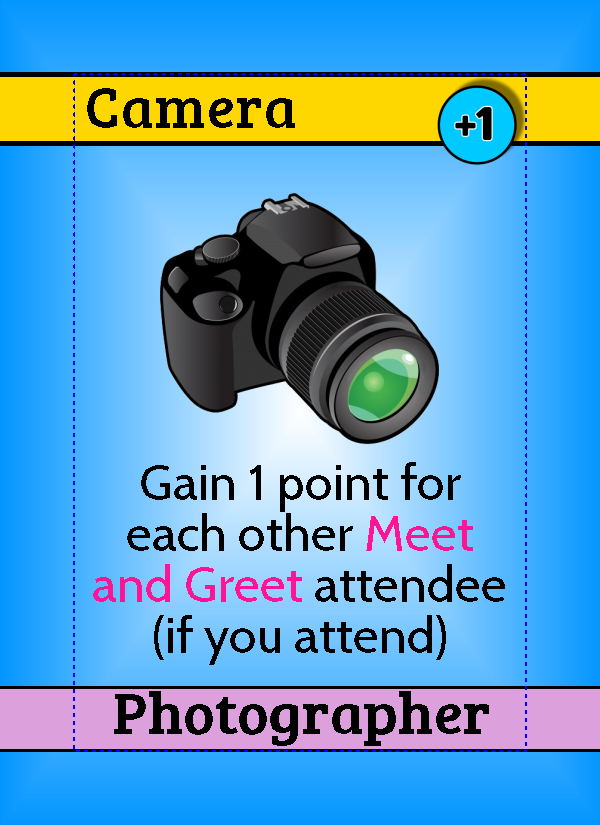 Camera
+1
Gain 1 point for
each other Meet
and Greet attendee
(if you attend)
Photographer